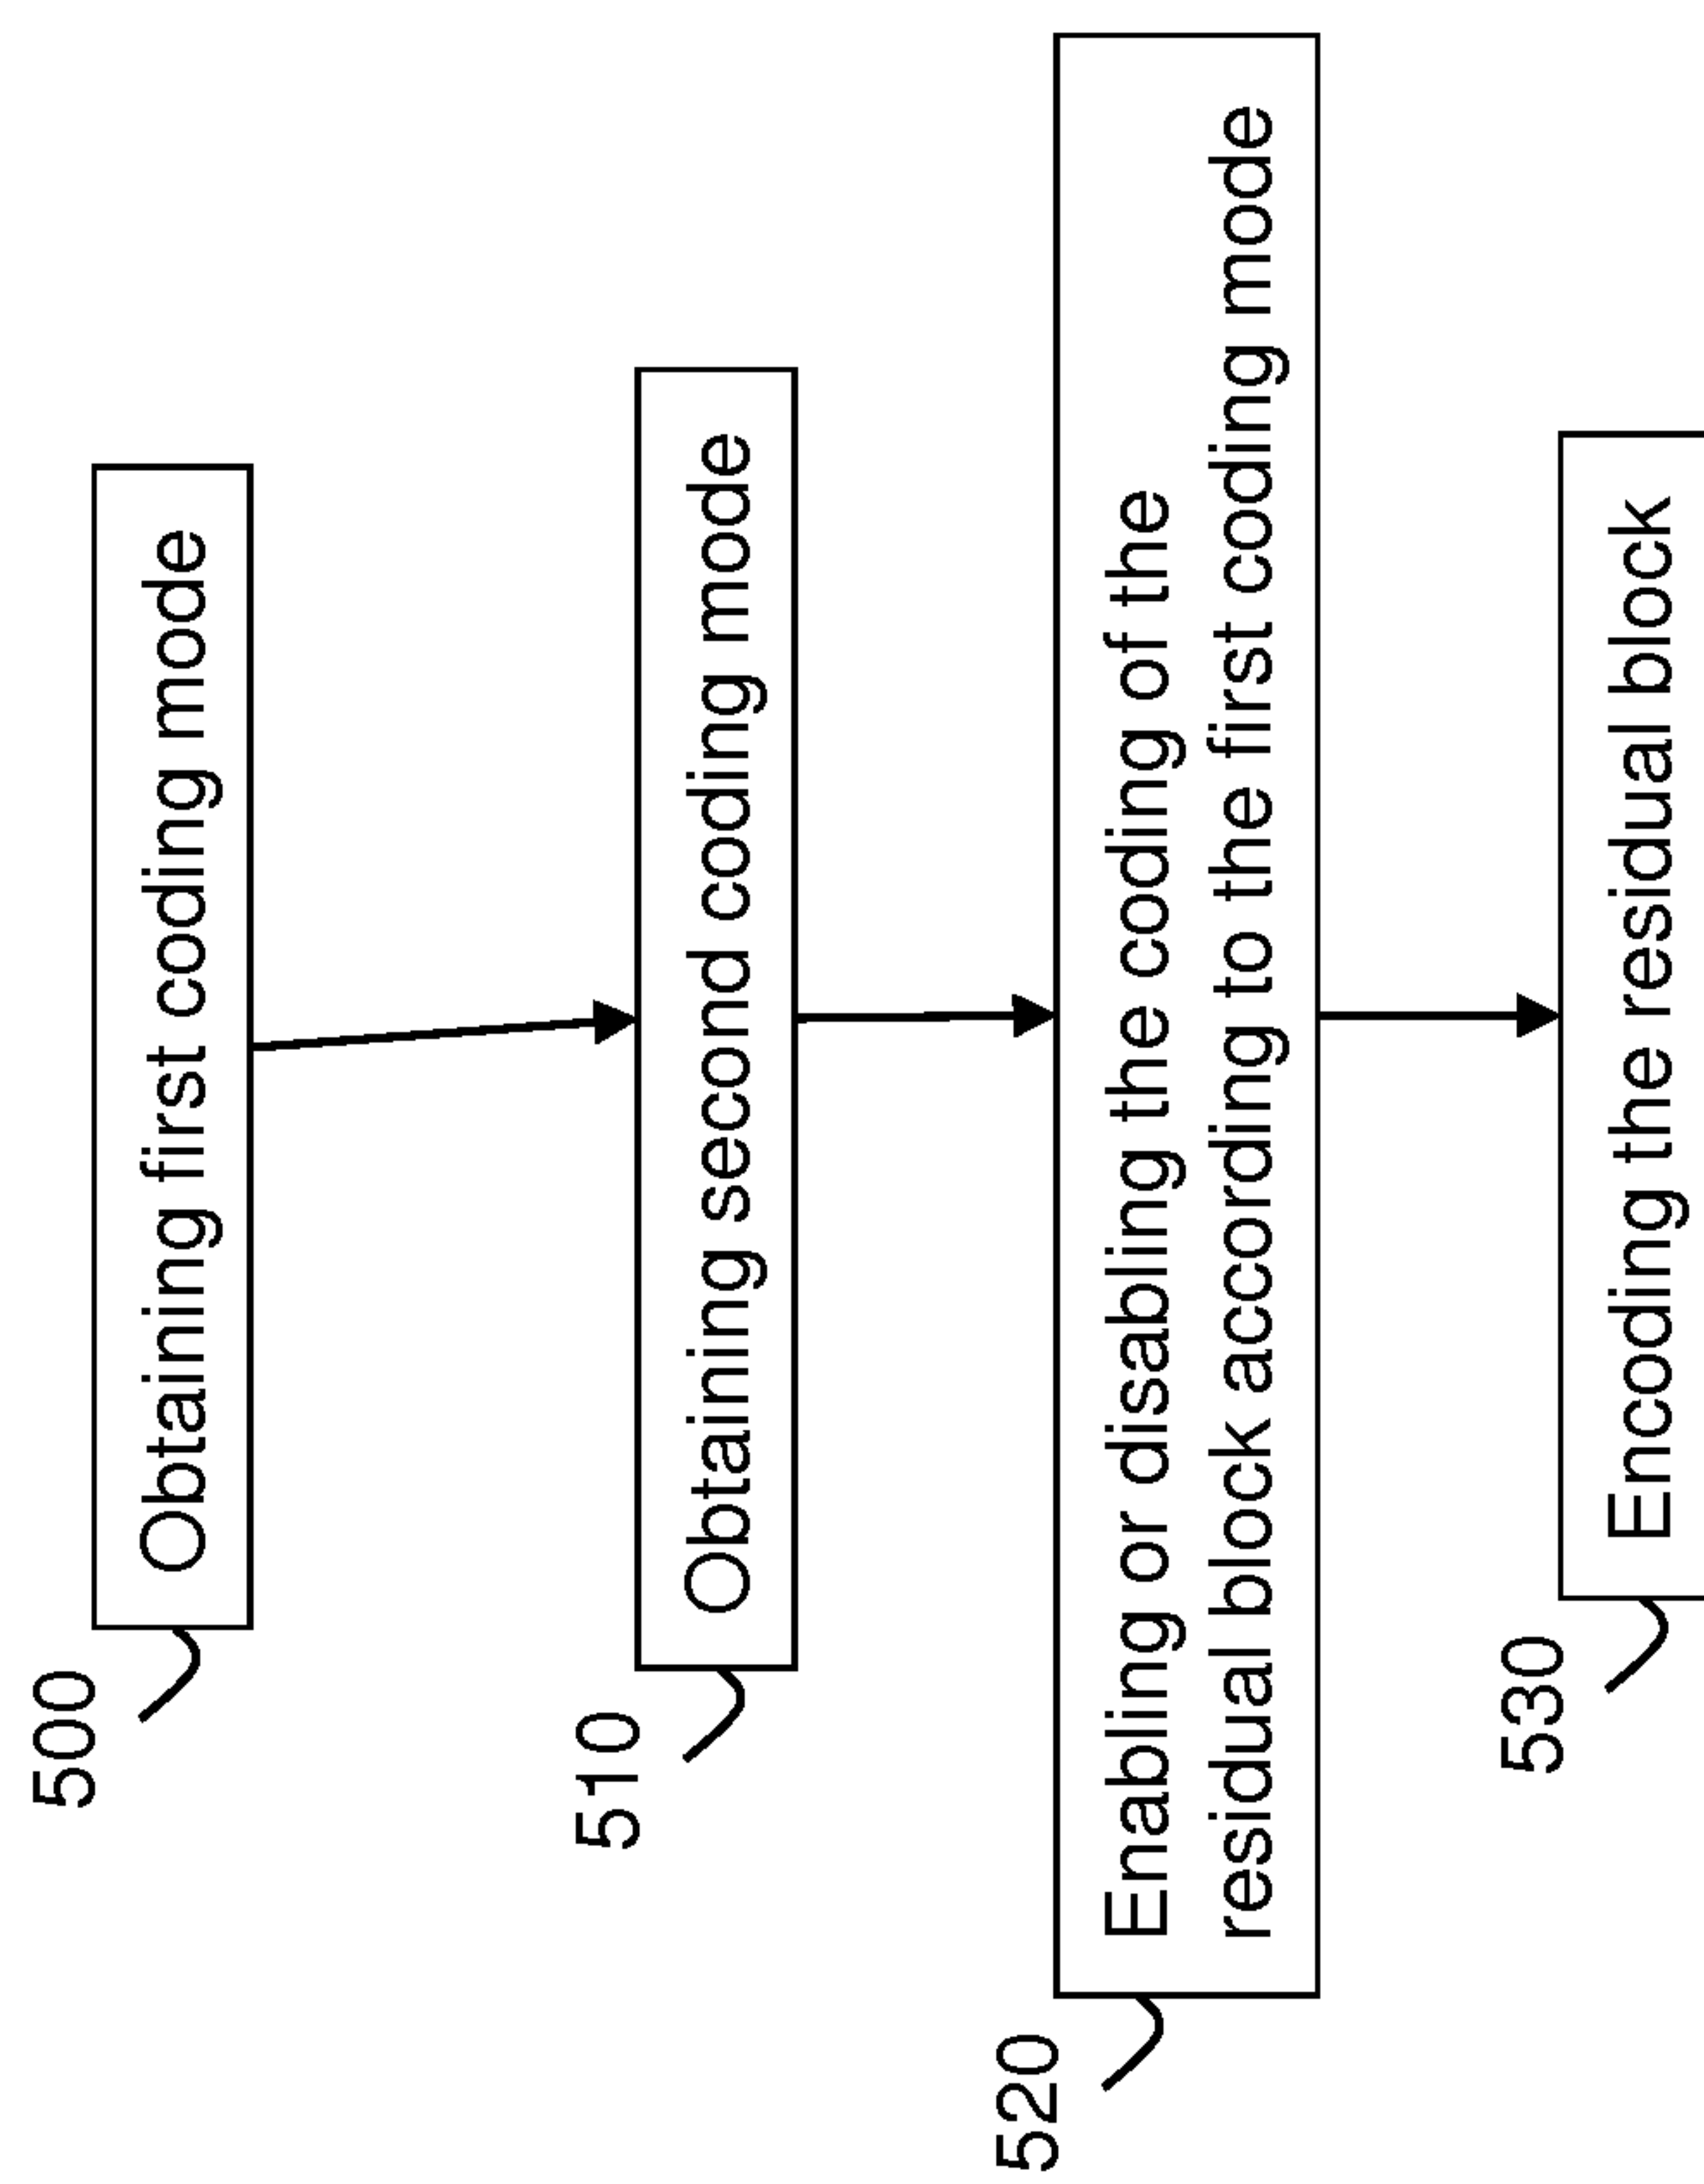 500
Obtaining first coding mode
510
Obtaining second coding mode
520
Enabling or disabling the coding of the
residual block according to the first coding mode
530
Encoding the residual block